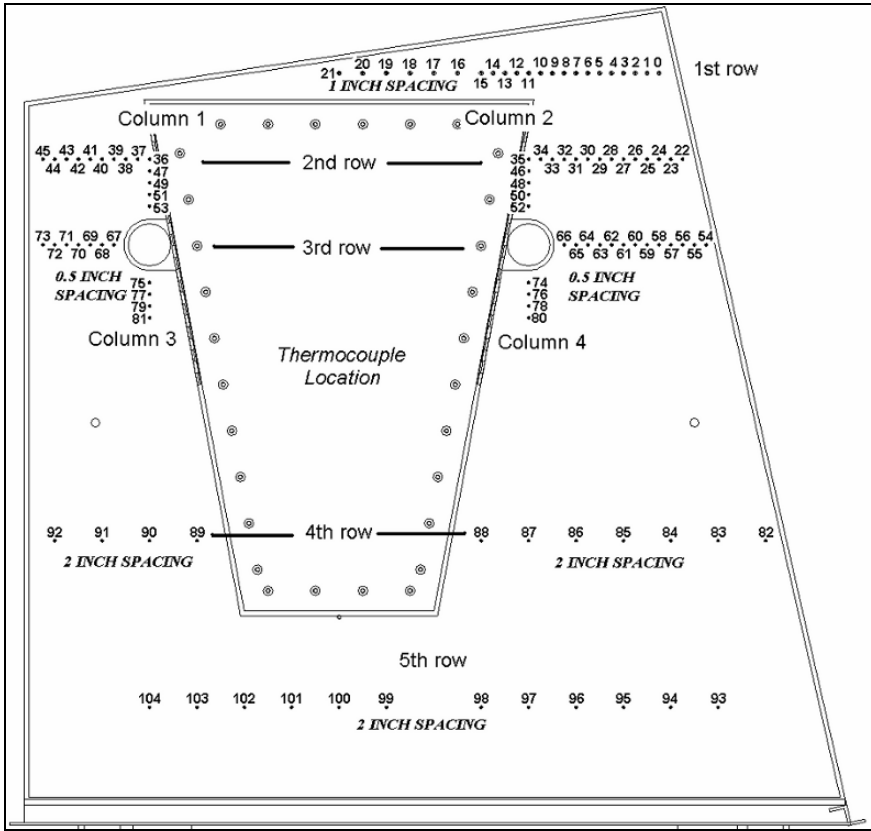 21 20 19 18 17 16 14 12 10 9 8 7 6 5 4 3 2 1 0
15 13 11
1st row
1 INCH SPACING
Column 1
Column 2
45 43 41 39 37
44 42 40 38
36
47
49
51
53
2nd row
35
46
48
50
52
34 32 30 28 26 24 22
33 31 29 27 25 23
73 71 69 67
72 70 68
3rd row
66 64 62 60 58 56 54
65 63 61 59 57 55
0.5 INCH
SPACING
75
77
79
81
74
76
78
80
0.5 INCH
SPACING
Column 3
Column 4
Thermocouple
Location
92 91 90 89
4th row
88 87 86 85 84 83 82
2 INCH SPACING
2 INCH SPACING
5th row
104 103 102 101 100 99 98 97 96 95 94 93
2 INCH SPACING